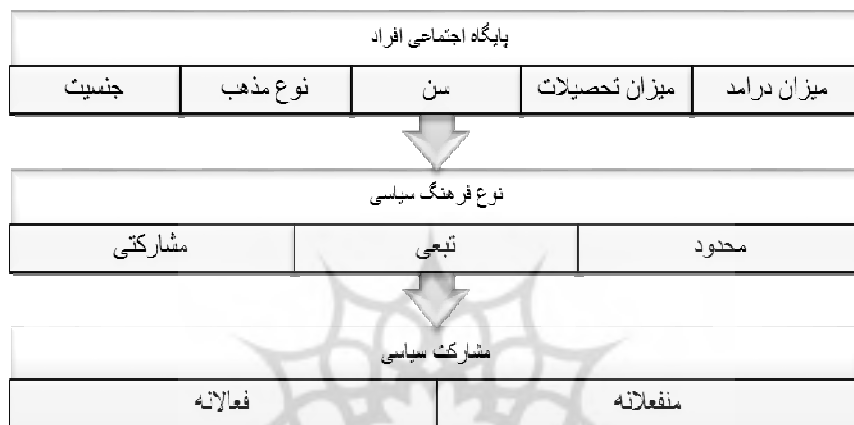 پایگاه اجتماعی افراد
میزان درامد میزان تحصیلات سن نوع مذهب جنسیت
نوع فرهنگ سیاسی
محدود تبعی مشارکتی
مشارکت سیاسی
منفعلانه فعالانه